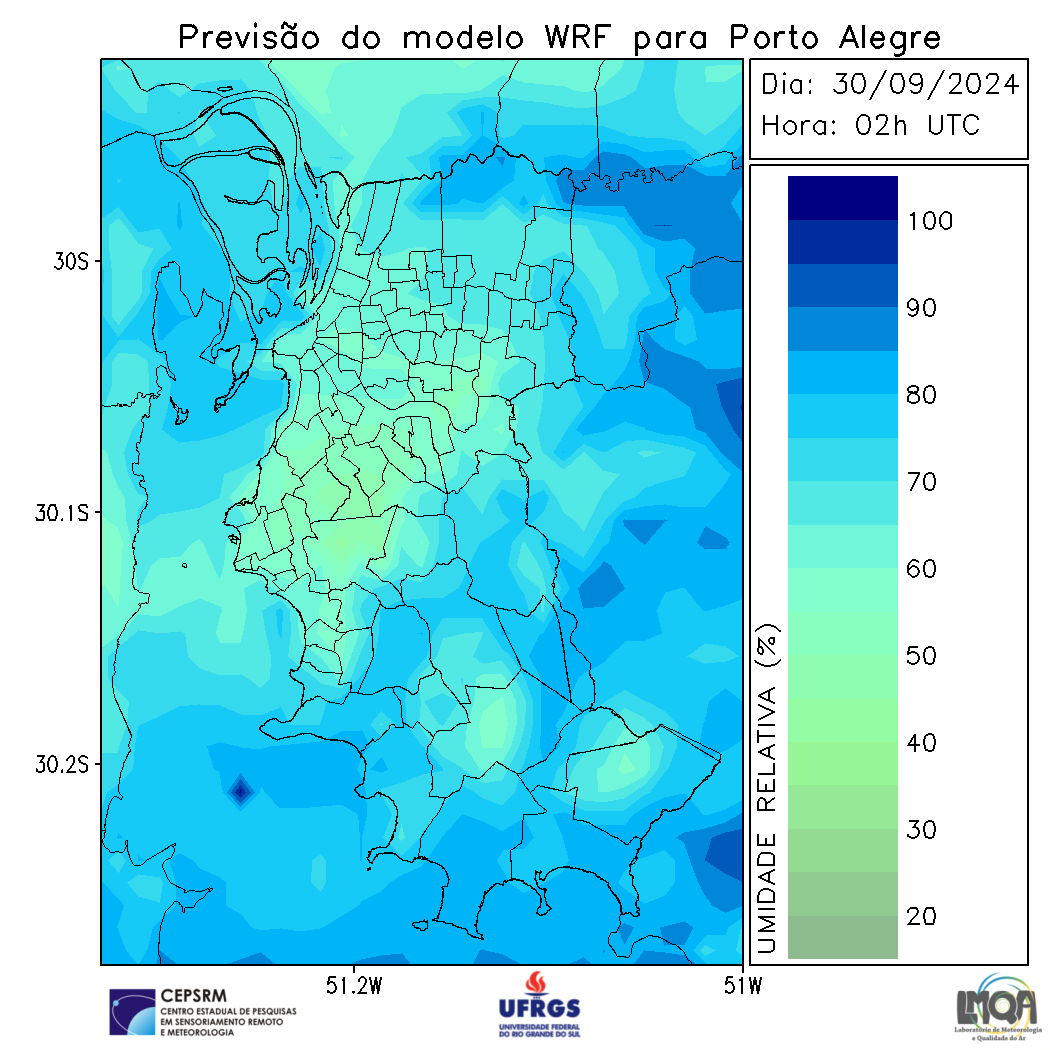 Previsão do modelo WRF para Porto Alegre
Dia: 30/09/2024
Hora: 02h UTC
100
90
80
70
60
50
40
30
20
UMIDADE RELATIVA (%)
30S
30.1S
30.2S
51.2W
51W
CEPSRM
CENTRO ESTADUAL DE PESQUISAS
EM SENSORIAMENTO REMOTO
E METEOROLOGIA
UFRGS
UNIVERSIDADE FEDERAL
DO RIO GRANDE DO SUL
LMQA
Laboratório de Meteorologia
e Qualidade do Ar